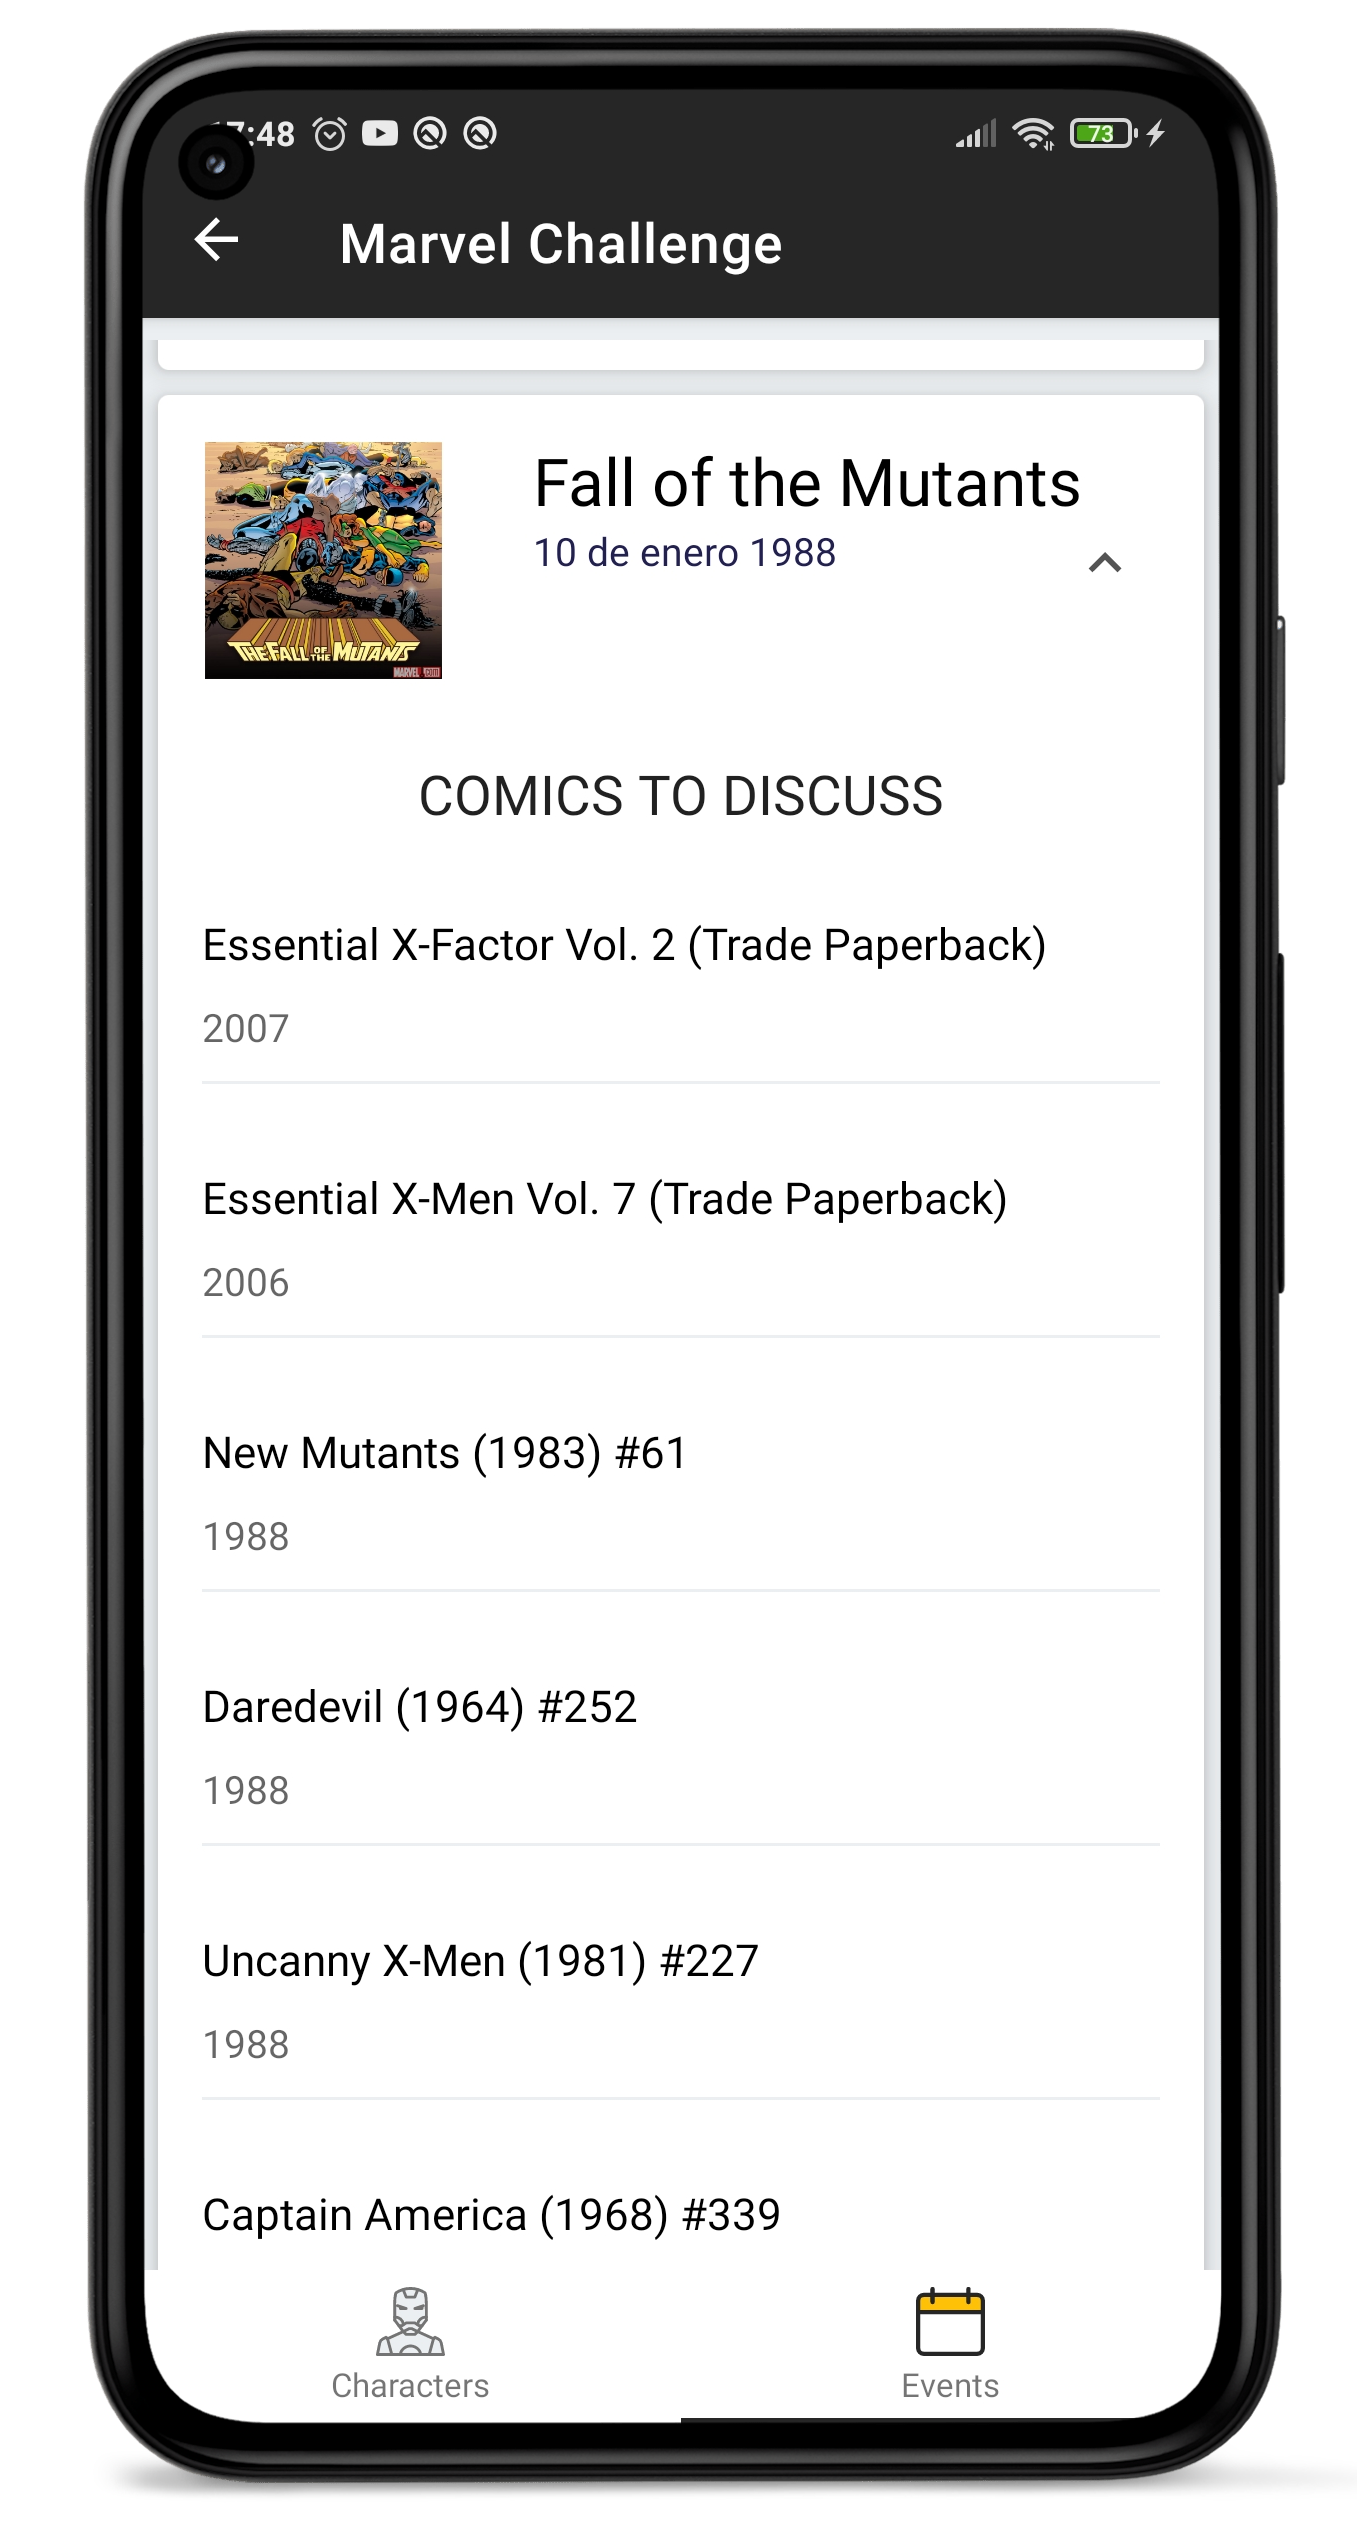 :48
73
Marvel Challenge
Fall of the Mutants
10 de enero 1988
THE FALL OF THE MUTANTS
MARVEL
COMICS TO DISCUSS
Essential X-Factor Vol. 2 (Trade Paperback)
2007
Essential X-Men Vol. 7 (Trade Paperback)
2006
New Mutants (1983) #61
1988
Daredevil (1964) #252
1988
Uncanny X-Men (1981) #227
1988
Captain America (1968) #339
Characters
Events